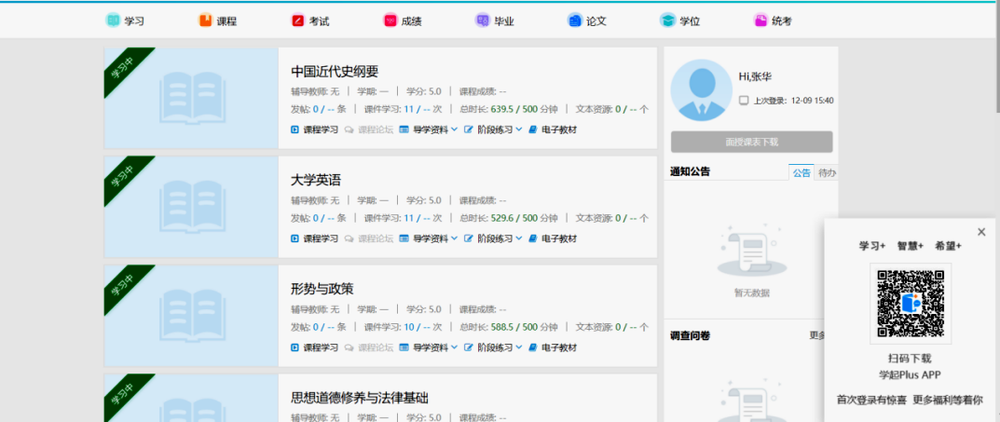 学习 课程 考试 成绩 毕业 论文 学位 统考
学习中
中国近代史纲要
辅导教师: 无 | 学期: — | 学分: 5.0 | 课程成绩: --
发帖: 0 / -- 条 | 课件学习: 11 / -- 次 | 总时长: 639.5 / 500 分钟 | 文本资源: 0 / -- 个
课程学习 课程论坛 导学资料 阶段练习 电子教材
学习中
大学英语
辅导教师: 无 | 学期: — | 学分: 5.0 | 课程成绩: --
发帖: 0 / -- 条 | 课件学习: 11 / -- 次 | 总时长: 529.6 / 500 分钟 | 文本资源: 0 / -- 个
课程学习 课程论坛 导学资料 阶段练习 电子教材
学习中
形势与政策
辅导教师: 无 | 学期: — | 学分: 5.0 | 课程成绩: --
发帖: 0 / -- 条 | 课件学习: 10 / -- 次 | 总时长: 588.5 / 500 分钟 | 文本资源: 0 / -- 个
课程学习 课程论坛 导学资料 阶段练习 电子教材
学习中
思想道德修养与法律基础
辅导教师: 无 | 学期: — | 学分: 5.0 | 课程成绩: --
Hi,张华
上次登录: 12-09 15:40
面授课表下载
通知公告 公告 待办
暂无数据
调查问卷 更多
学习+ 智慧+ 希望+
扫码下载
学起Plus APP
首次登录有惊喜 更多福利等着你